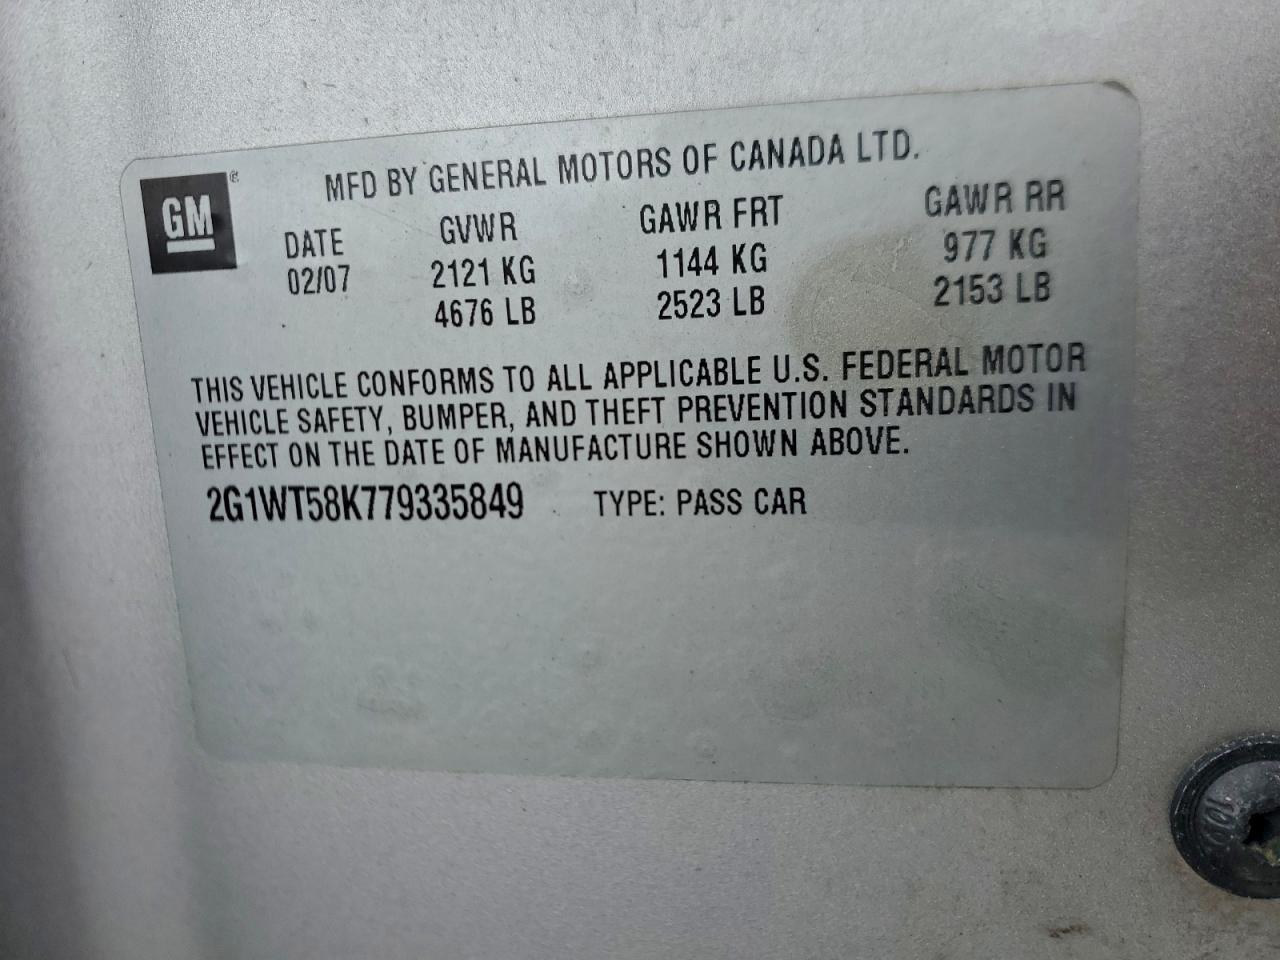 GM®
MFD BY GENERAL MOTORS OF CANADA LTD.
DATE GVWR GAWR FRT GAWR RR
02/07 2121 KG 1144 KG 977 KG
4676 LB 2523 LB 2153 LB
THIS VEHICLE CONFORMS TO ALL APPLICABLE U.S. FEDERAL MOTOR
VEHICLE SAFETY, BUMPER, AND THEFT PREVENTION STANDARDS IN
EFFECT ON THE DATE OF MANUFACTURE SHOWN ABOVE.
2G1WT58K779335849 TYPE: PASS CAR